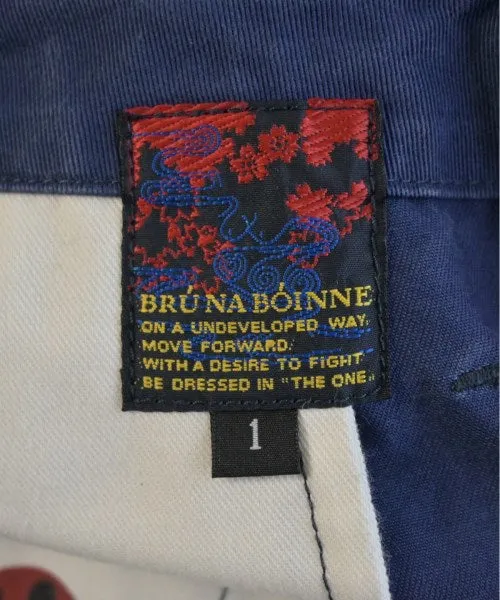 BRÚ NA BÓINNE
ON A UNDEVELOPED WAY.
MOVE FORWARD.
WITH A DESIRE TO FIGHT
BE DRESSED IN "THE ONE„
1